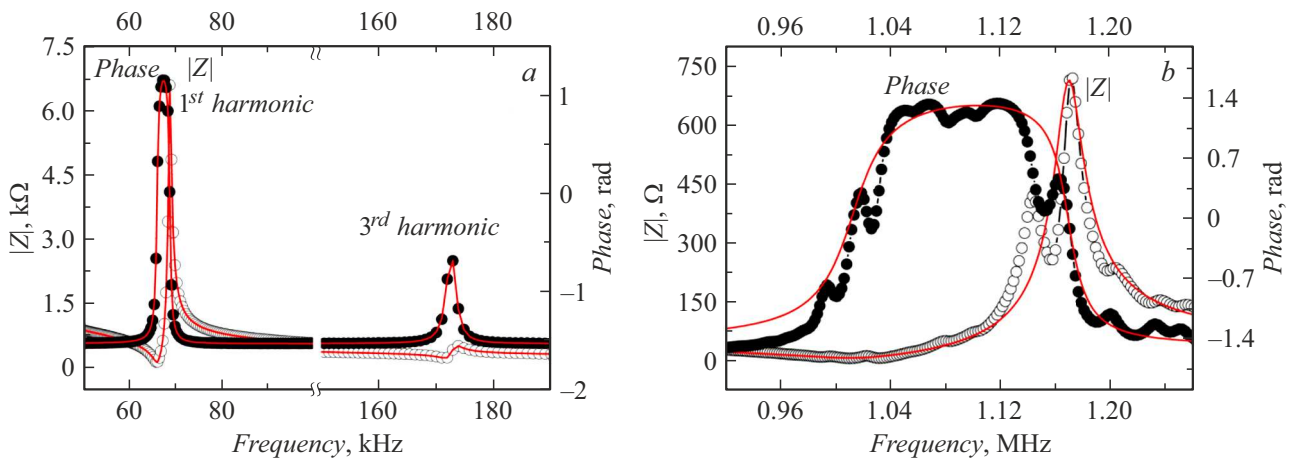 60 80 160 180
7.5
6.0
4.5
3.0
1.5
0
|Z|, kΩ
Phase
|Z|
1st harmonic
3rd harmonic
a
1
0
−1
−2
Phase, rad
60 80 160 180
Frequency, kHz
0.96 1.04 1.12 1.20
750
600
450
300
150
0
|Z|, Ω
Phase
|Z|
b
1.4
0.7
0
−0.7
−1.4
Phase, rad
0.96 1.04 1.12 1.20
Frequency, MHz